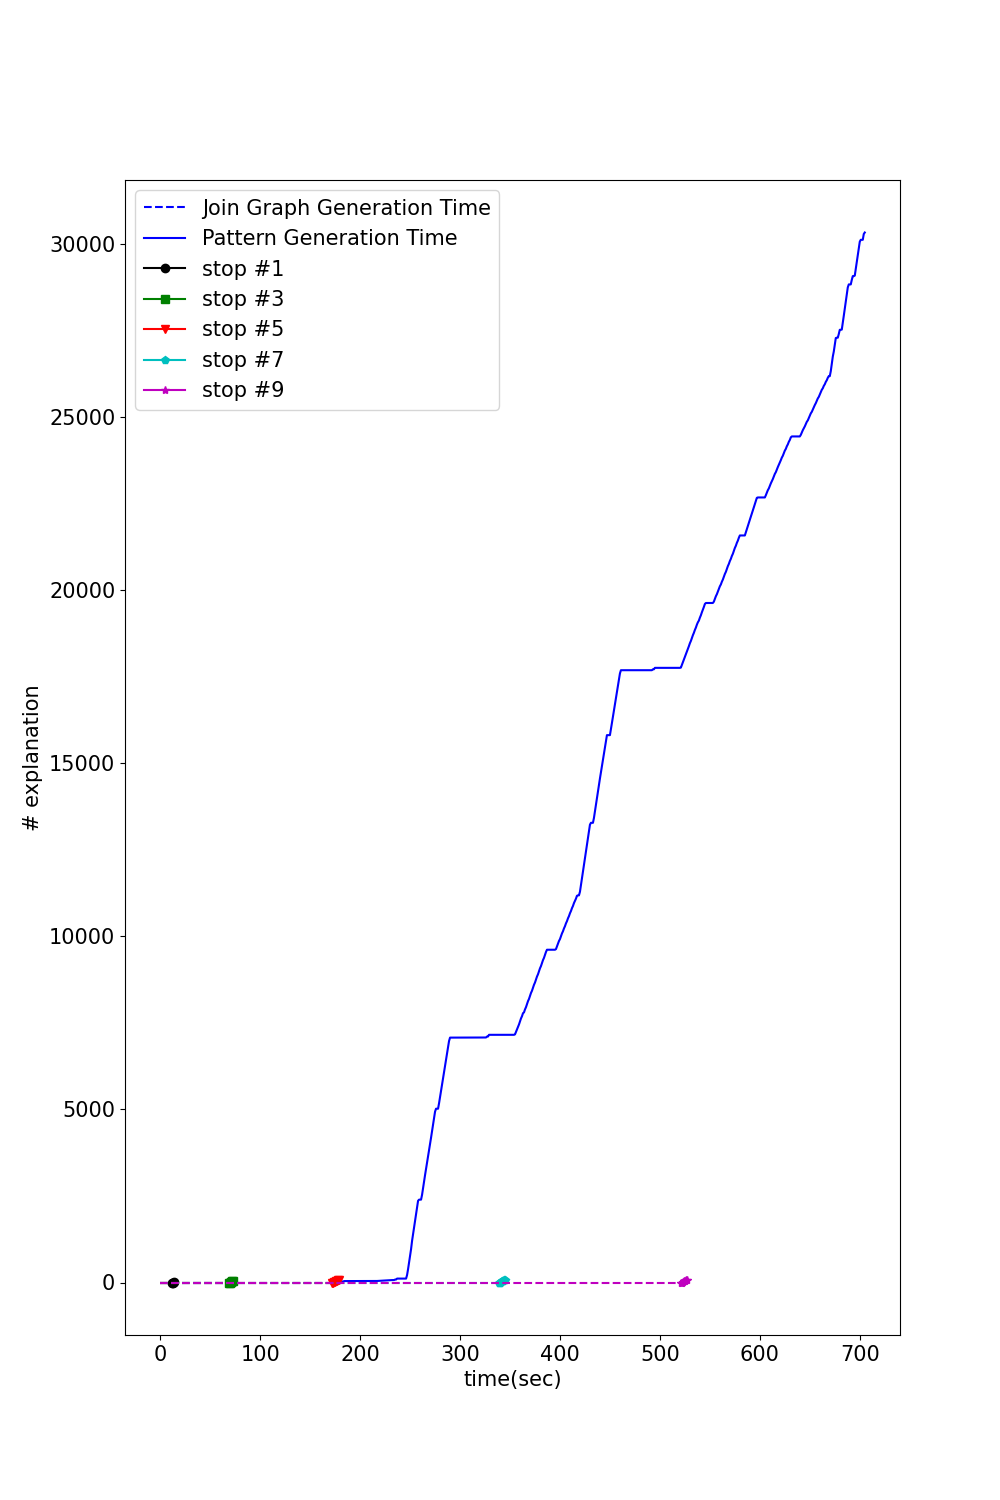 Join Graph Generation Time
Pattern Generation Time
stop #1
stop #3
stop #5
stop #7
stop #9
30000
25000
20000
15000
10000
5000
0
# explanation
0 100 200 300 400 500 600 700
time(sec)